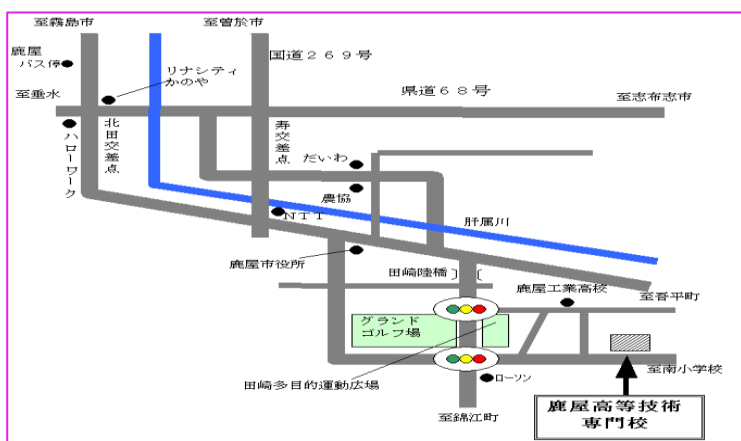 至霧島市
至曽於市
鹿屋
バス停
国道２６９号
リナシティ
かのや
至垂水
県道６８号
至志布志市
ハローワーク
北田交差点
寿交差点
だいわ
農協
ＮＴＴ
肝属川
鹿屋市役所
田崎陸橋
鹿屋工業高校
至吾平町
グランド
ゴルフ場
田崎多目的運動広場
ローソン
至南小学校
至錦江町
鹿屋高等技術
専門校